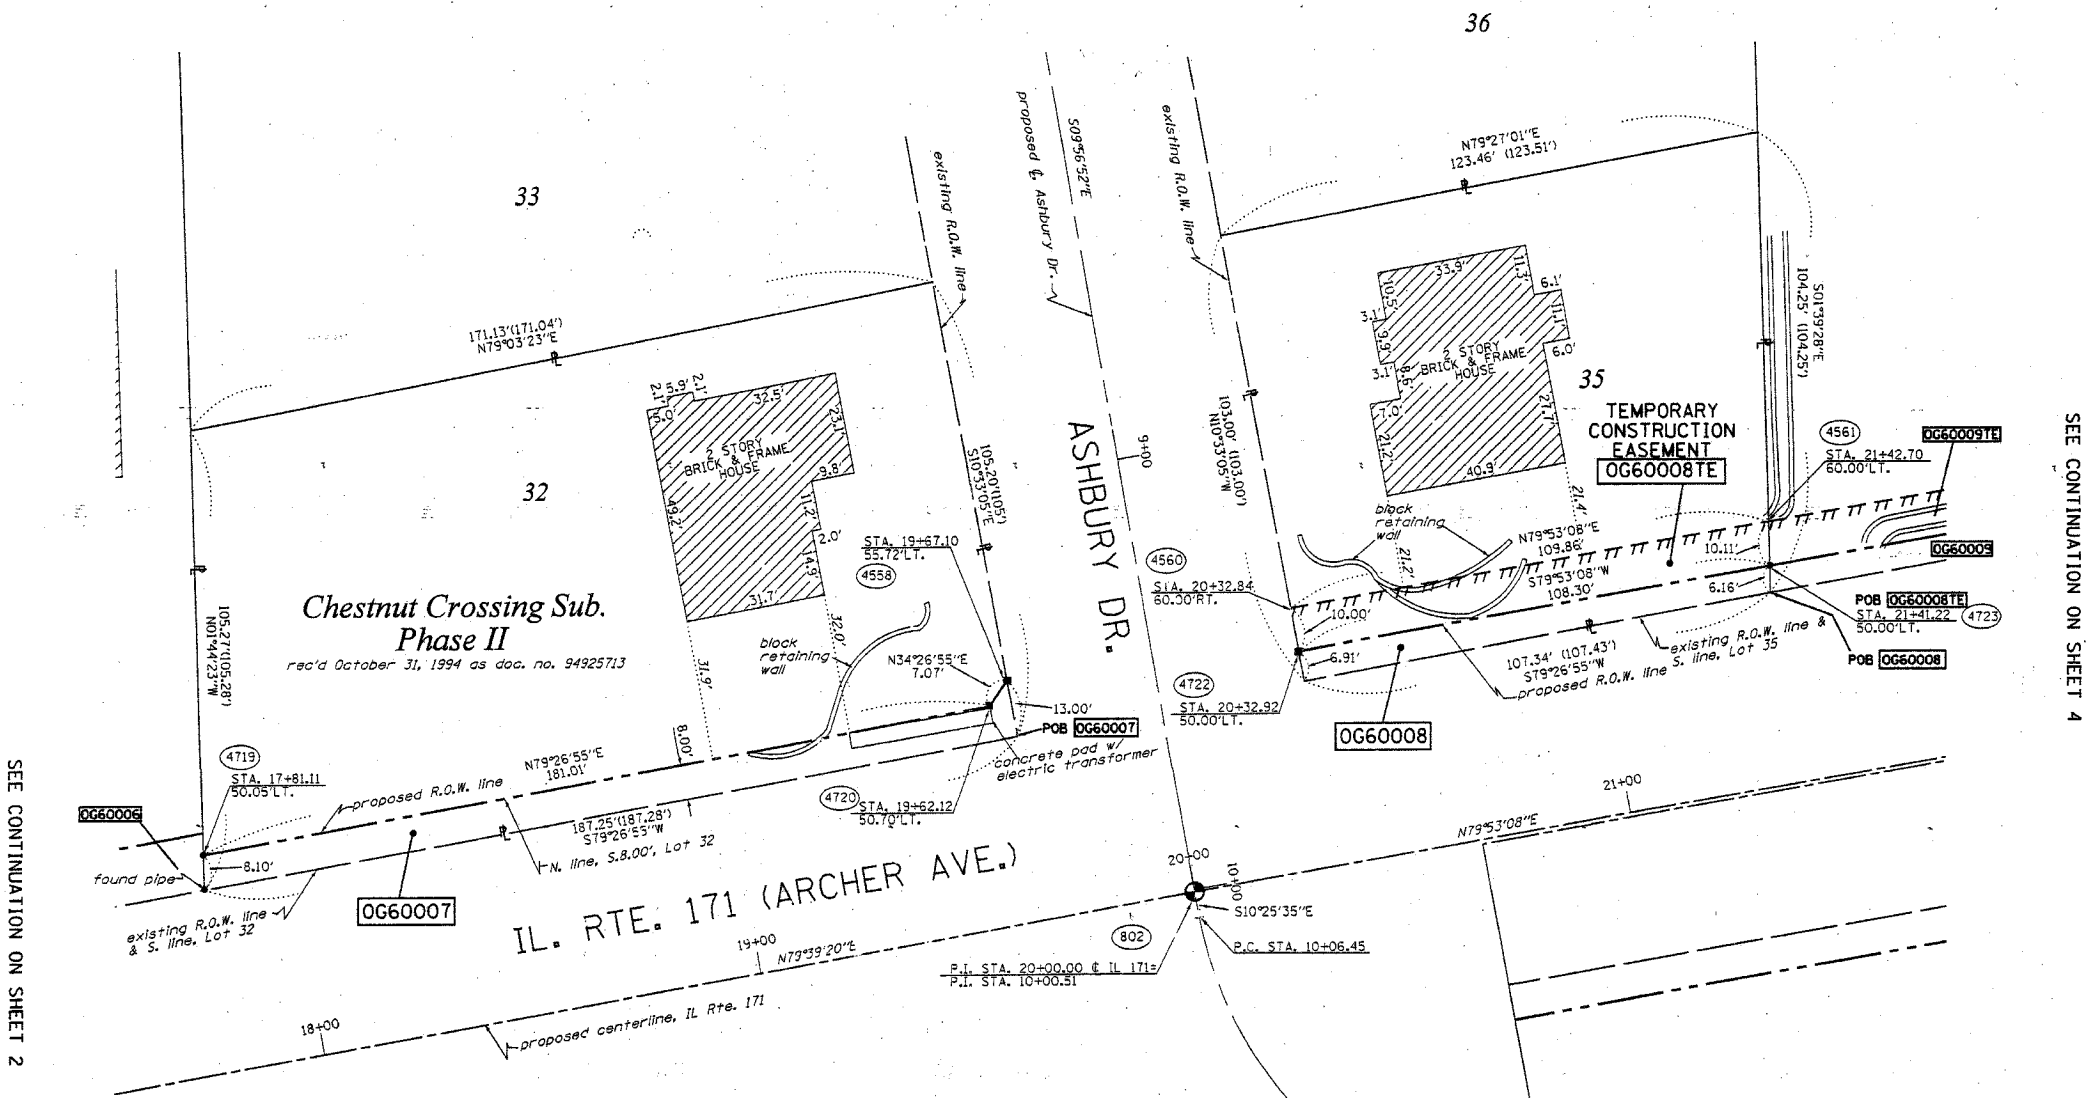 36
33
171.13'(171.04')
N79°03'23"E
existing R.O.W. line
proposed ℄ Ashbury Dr.
S09°56'52"E
existing R.O.W. line
N79°27'01"E
123.46' (123.51')
S01°39'28"E
104.25' (104.25')
33.9'
11.3'
6.1'
11.1'
6.0'
27.7'
40.9'
21.2'
7.0'
8.6'
3.1'
9.9'
3.1'
10.5'
2 STORY
BRICK & FRAME
HOUSE
35
TEMPORARY
CONSTRUCTION
EASEMENT
0G60008TE
4561
STA. 21+42.70
60.00'LT.
0G60009TE
0G60009
2.1'
5.9'
2.1'
6.0'
32.5'
23.1'
9.8'
11.2'
2.0'
14.9'
31.7'
49.2'
2 STORY
BRICK & FRAME
HOUSE
32
105.20'(105')
S10°33'05"E
ASHBURY DR.
9+00
103.00' (103.00')
N10°33'05"W
STA. 19+67.10
55.72'LT.
4558
4560
STA. 20+32.84
60.00'RT.
block
retaining
wall
21.4'
21.2'
N79°53'08"E
109.86'
S79°53'08"W
108.30'
10.11'
10.00'
6.16'
6.91'
POB 0G60008TE
STA. 21+41.22
50.00'LT.
4723
existing R.O.W. line &
S. line, Lot 35
POB 0G60008
107.34' (107.43')
S79°26'55"W
proposed R.O.W. line
4722
STA. 20+32.92
50.00'LT.
0G60008
Chestnut Crossing Sub.
Phase II
rec'd October 31, 1994 as doc. no. 94925713
105.27'(105.28')
N01°44'23"W
31.9'
32.0'
block
retaining
wall
N34°26'55"E
7.07'
13.00'
POB 0G60007
concrete pad w/
electric transformer
8.00'
4719
STA. 17+81.11
50.05'LT.
N79°26'55"E
181.01'
proposed R.O.W. line
4720
STA. 19+62.12
50.70'LT.
187.25'(187.28')
S79°26'55"W
N. line, S.8.00', Lot 32
0G60006
8.10'
found pipe
0G60007
existing R.O.W. line
& S. line, Lot 32
IL. RTE. 171 (ARCHER AVE.)
20+00
10+00
21+00
N79°53'08"E
S10°25'35"E
P.C. STA. 10+06.45
802
P.I. STA. 20+00.00 ℄ IL 171=
P.I. STA. 10+00.51
19+00
N79°39'20"E
18+00
proposed centerline, IL Rte. 171
SEE CONTINUATION ON SHEET 2
SEE CONTINUATION ON SHEET 4